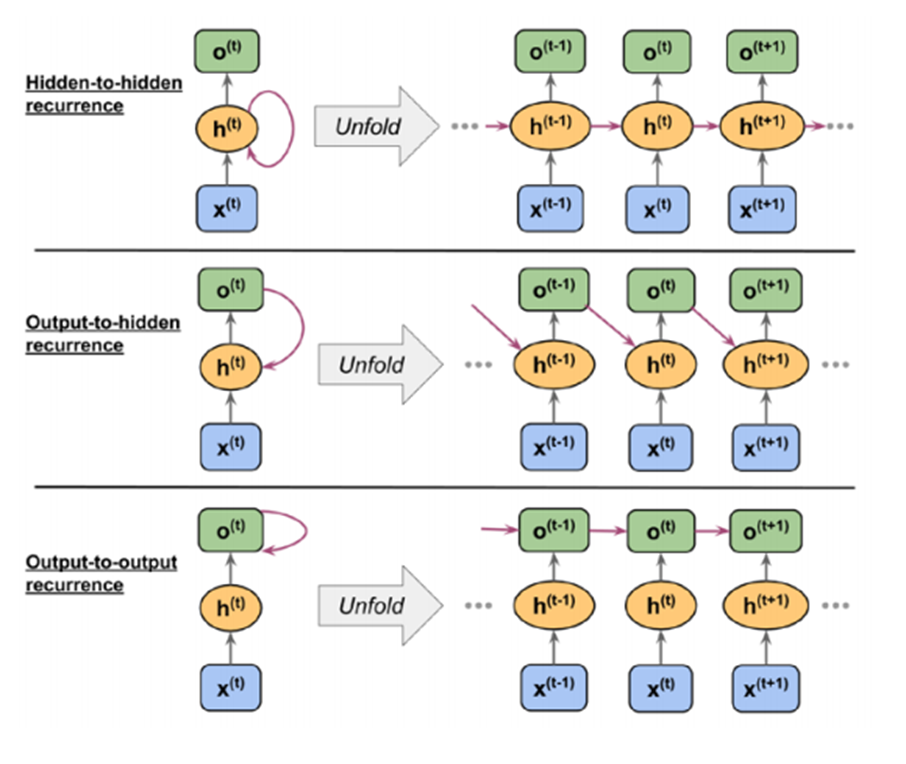 Hidden-to-hidden
recurrence
o(t)
h(t)
x(t)
Unfold
o(t-1) o(t) o(t+1)
... h(t-1) h(t) h(t+1) ...
x(t-1) x(t) x(t+1)
Output-to-hidden
recurrence
o(t)
h(t)
x(t)
Unfold
o(t-1) o(t) o(t+1)
... h(t-1) h(t) h(t+1) ...
x(t-1) x(t) x(t+1)
Output-to-output
recurrence
o(t)
h(t)
x(t)
Unfold
o(t-1) o(t) o(t+1)
... h(t-1) h(t) h(t+1) ...
x(t-1) x(t) x(t+1)